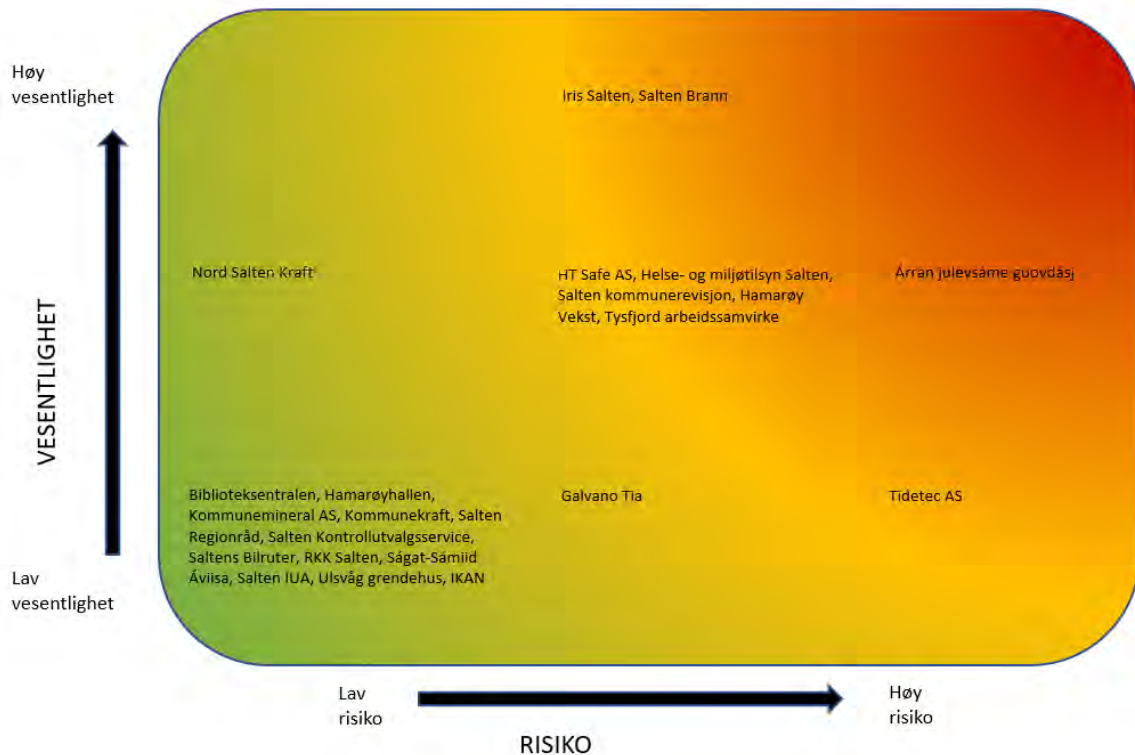 Høy
vesentlighet
Iris Salten, Salten Brann
Nord Salten Kraft
HT Safe AS, Helse- og miljøtilsyn Salten,
Salten kommunerevisjon, Hamarøy
Vekst, Tysfjord arbeidssamvirke
Árran julevsáme guovdásj
VESENTLIGHET
Biblioteksentralen, Hamarøyhallen,
Kommunemineral AS, Kommunekraft, Salten
Regionråd, Salten Kontrollutvalgsservice,
Saltens Bilruter, RKK Salten, Ságat-Sámiid
Áviisa, Salten IUA, Ulsvåg grendehus, IKAN
Galvano Tia
Tidetec AS
Lav
vesentlighet
Lav
risiko
Høy
risiko
RISIKO